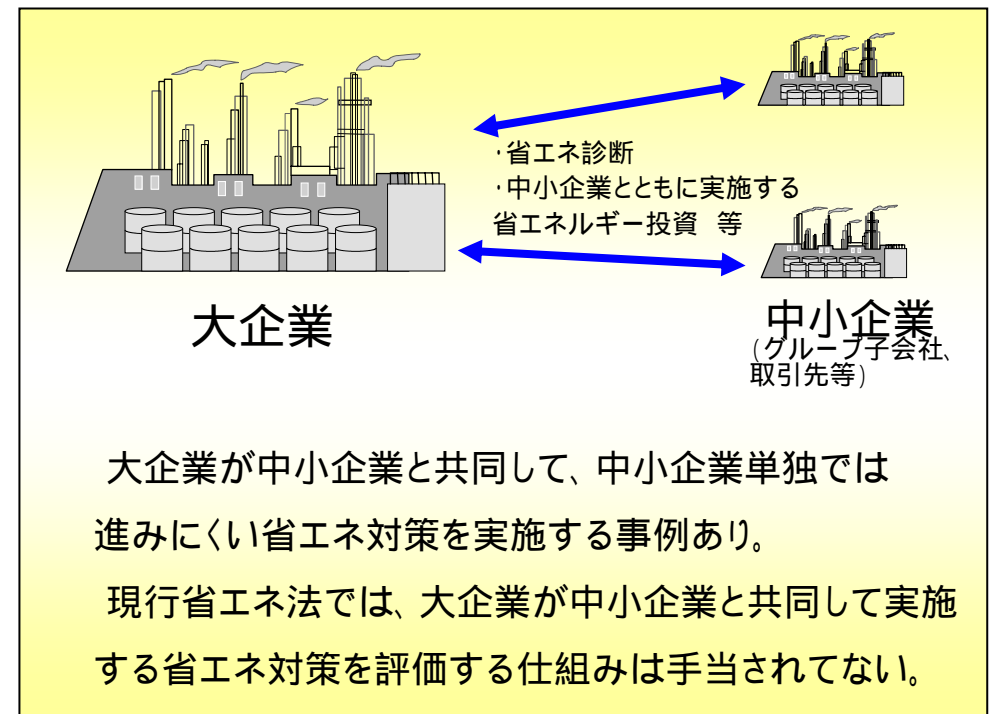 ･省エネ診断
･中小企業とともに実施する
省エネルギー投資 等
大企業
中小企業
(グループ子会社、
取引先等)
大企業が中小企業と共同して、中小企業単独では
進みにくい省エネ対策を実施する事例あり。
現行省エネ法では、大企業が中小企業と共同して実施
する省エネ対策を評価する仕組みは手当されてない。